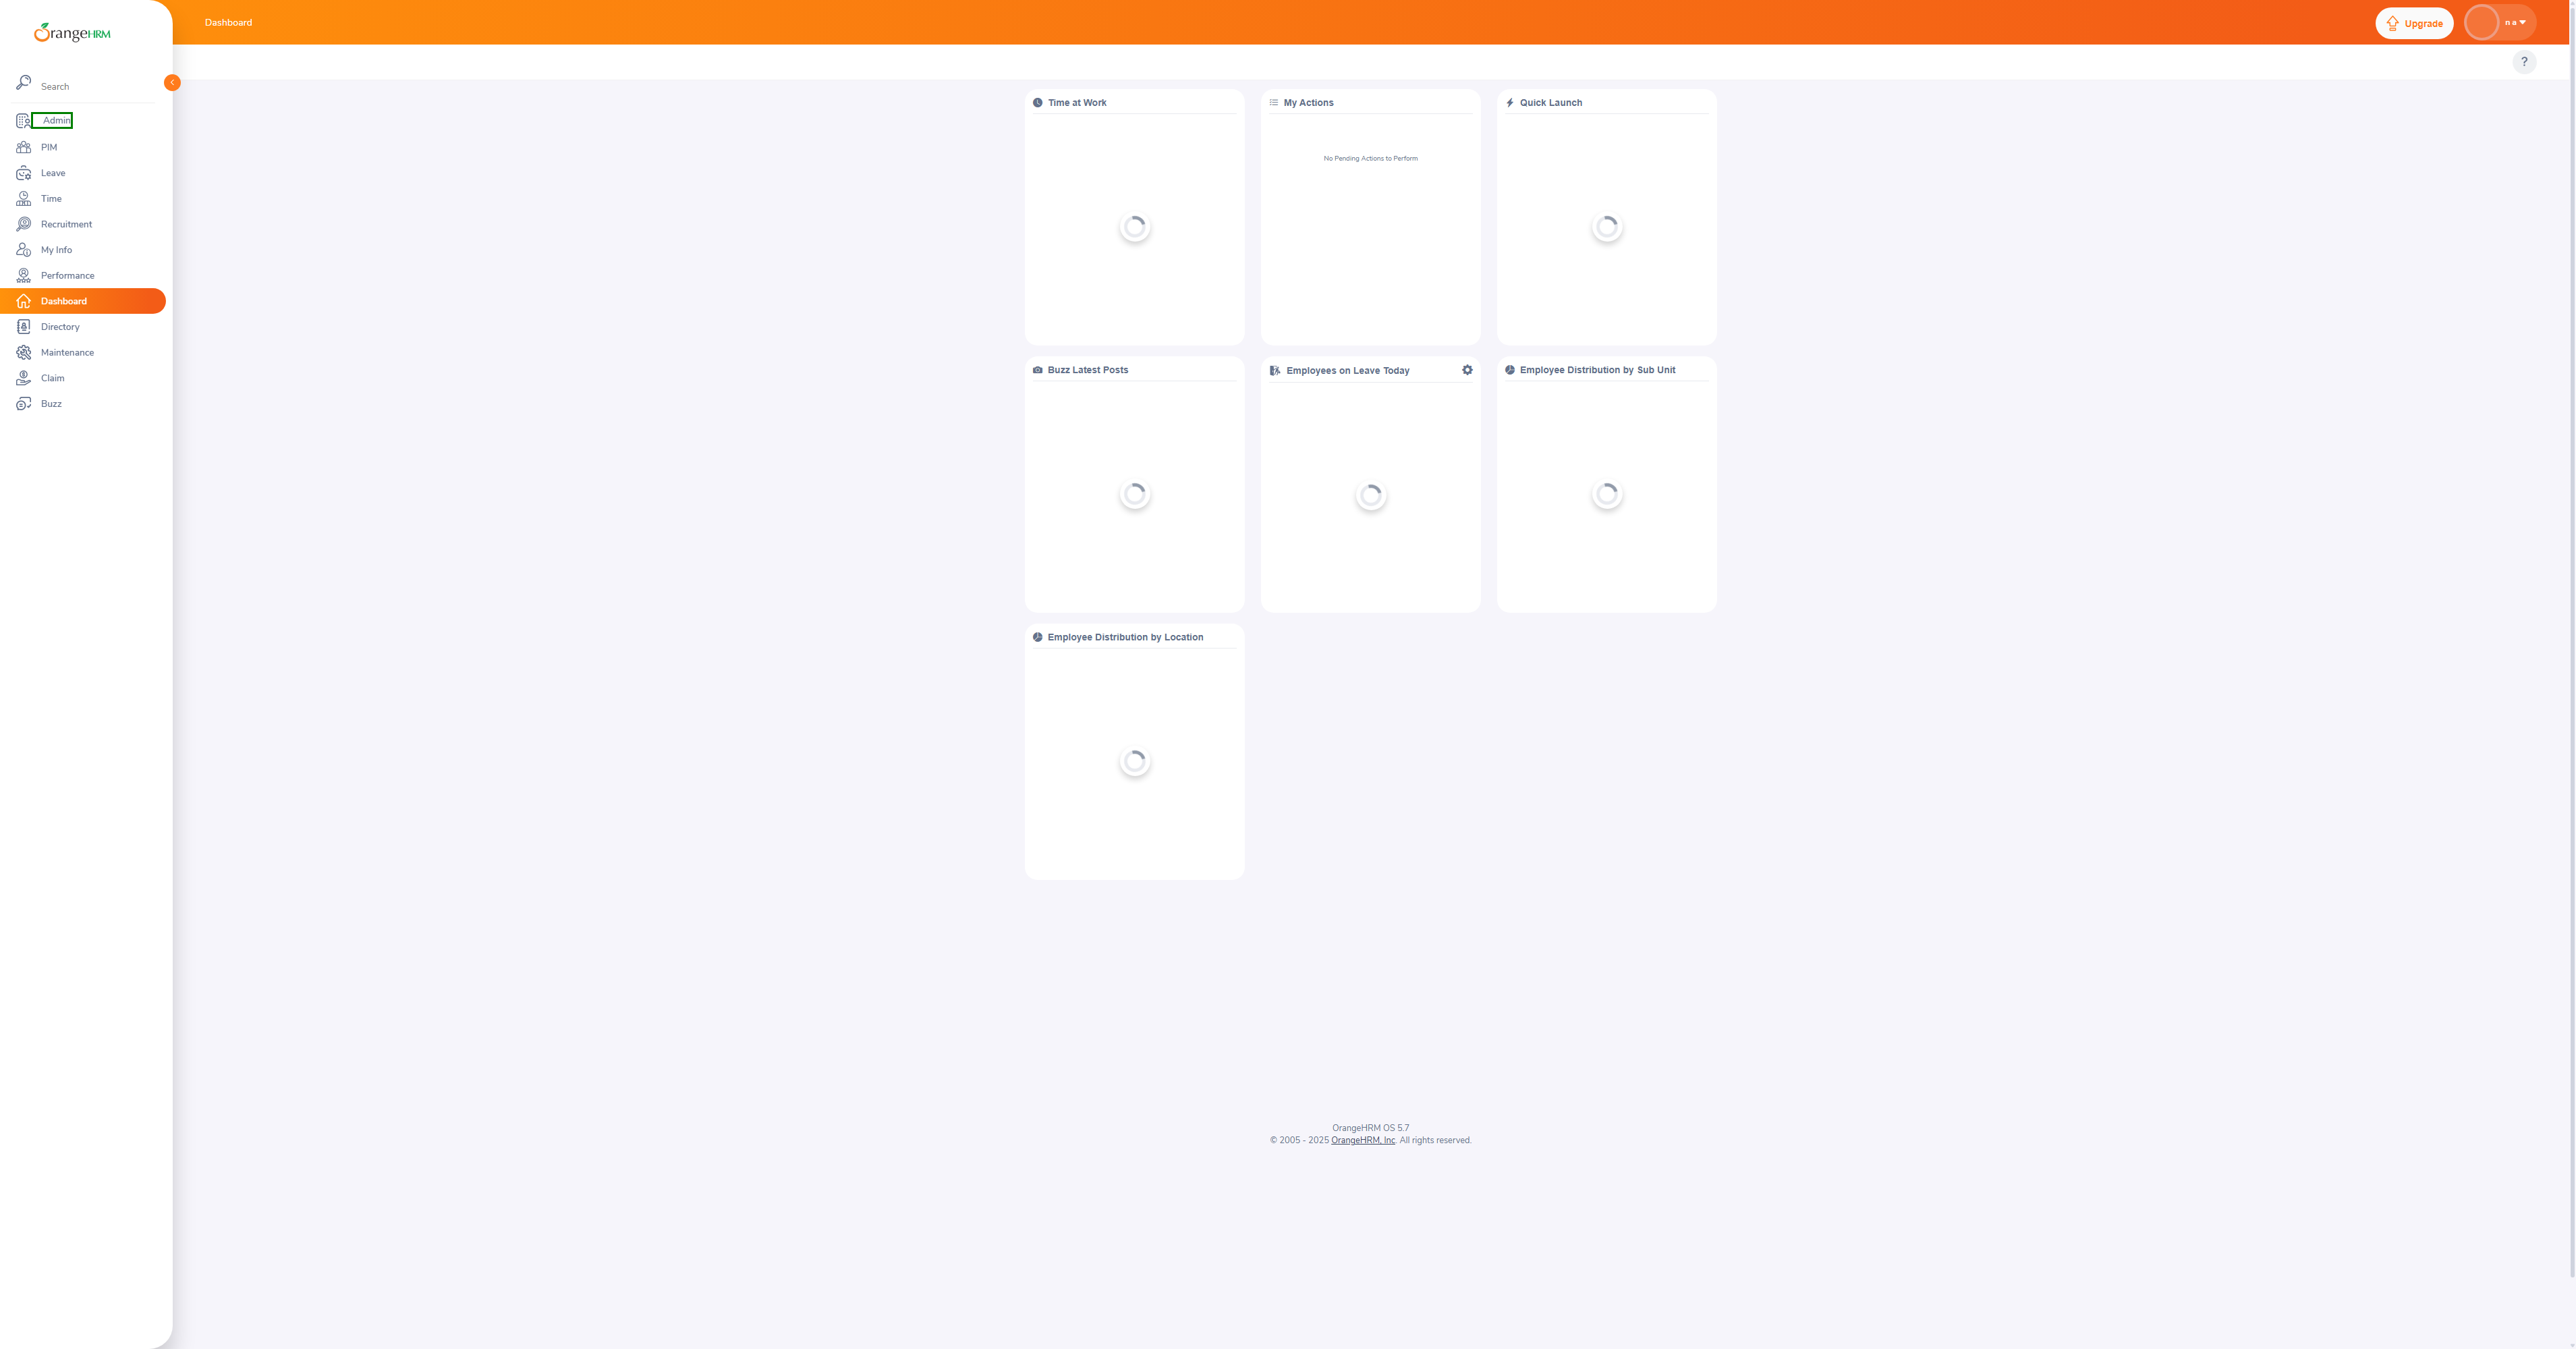 OrangeHRM
Search
Admin
PIM
Leave
Time
Recruitment
My Info
Performance
Dashboard
Directory
Maintenance
Claim
Buzz
Dashboard
Upgrade
n a
?
Time at Work
My Actions
No Pending Actions to Perform
Quick Launch
Buzz Latest Posts
Employees on Leave Today
Employee Distribution by Sub Unit
Employee Distribution by Location
OrangeHRM OS 5.7
© 2005 - 2025 OrangeHRM, Inc. All rights reserved.